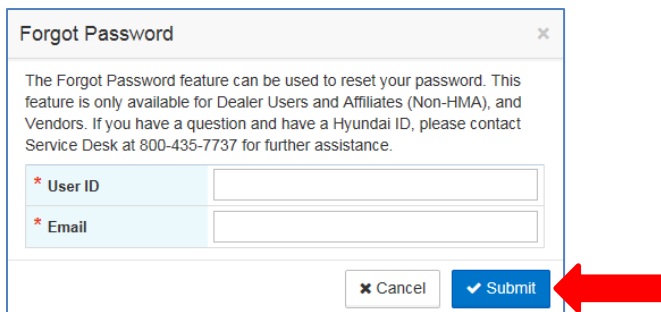 Forgot Password ×
The Forgot Password feature can be used to reset your password. This
feature is only available for Dealer Users and Affiliates (Non-HMA), and
Vendors. If you have a question and have a Hyundai ID, please contact
Service Desk at 800-435-7737 for further assistance.
* User ID
* Email
✖ Cancel ✔ Submit